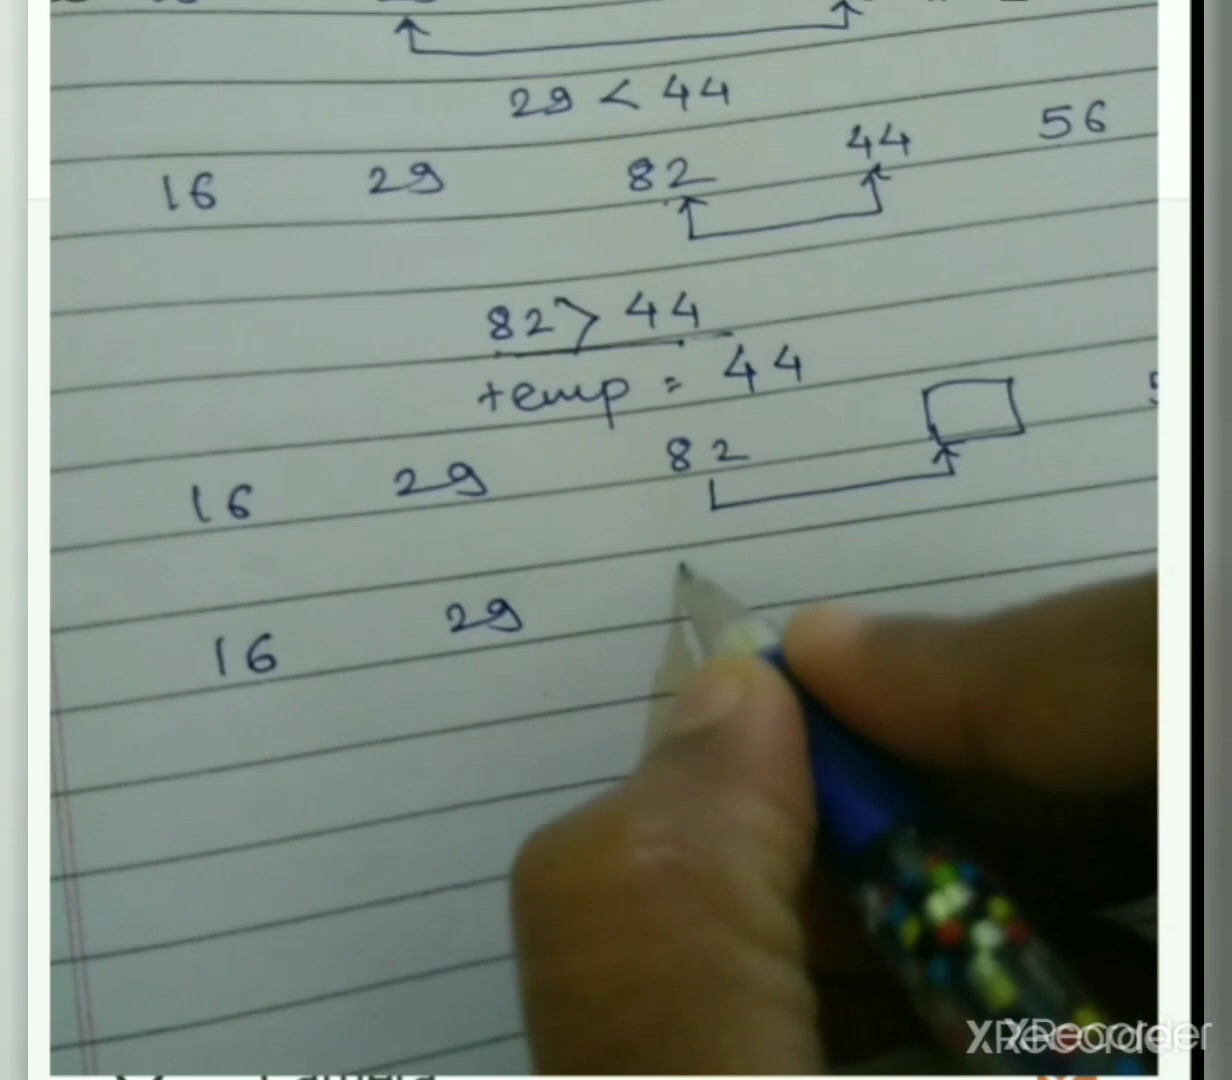 29 < 44
16 29 82 44 56
82 > 44
temp = 44
16 29 82
16 29
XRecorder